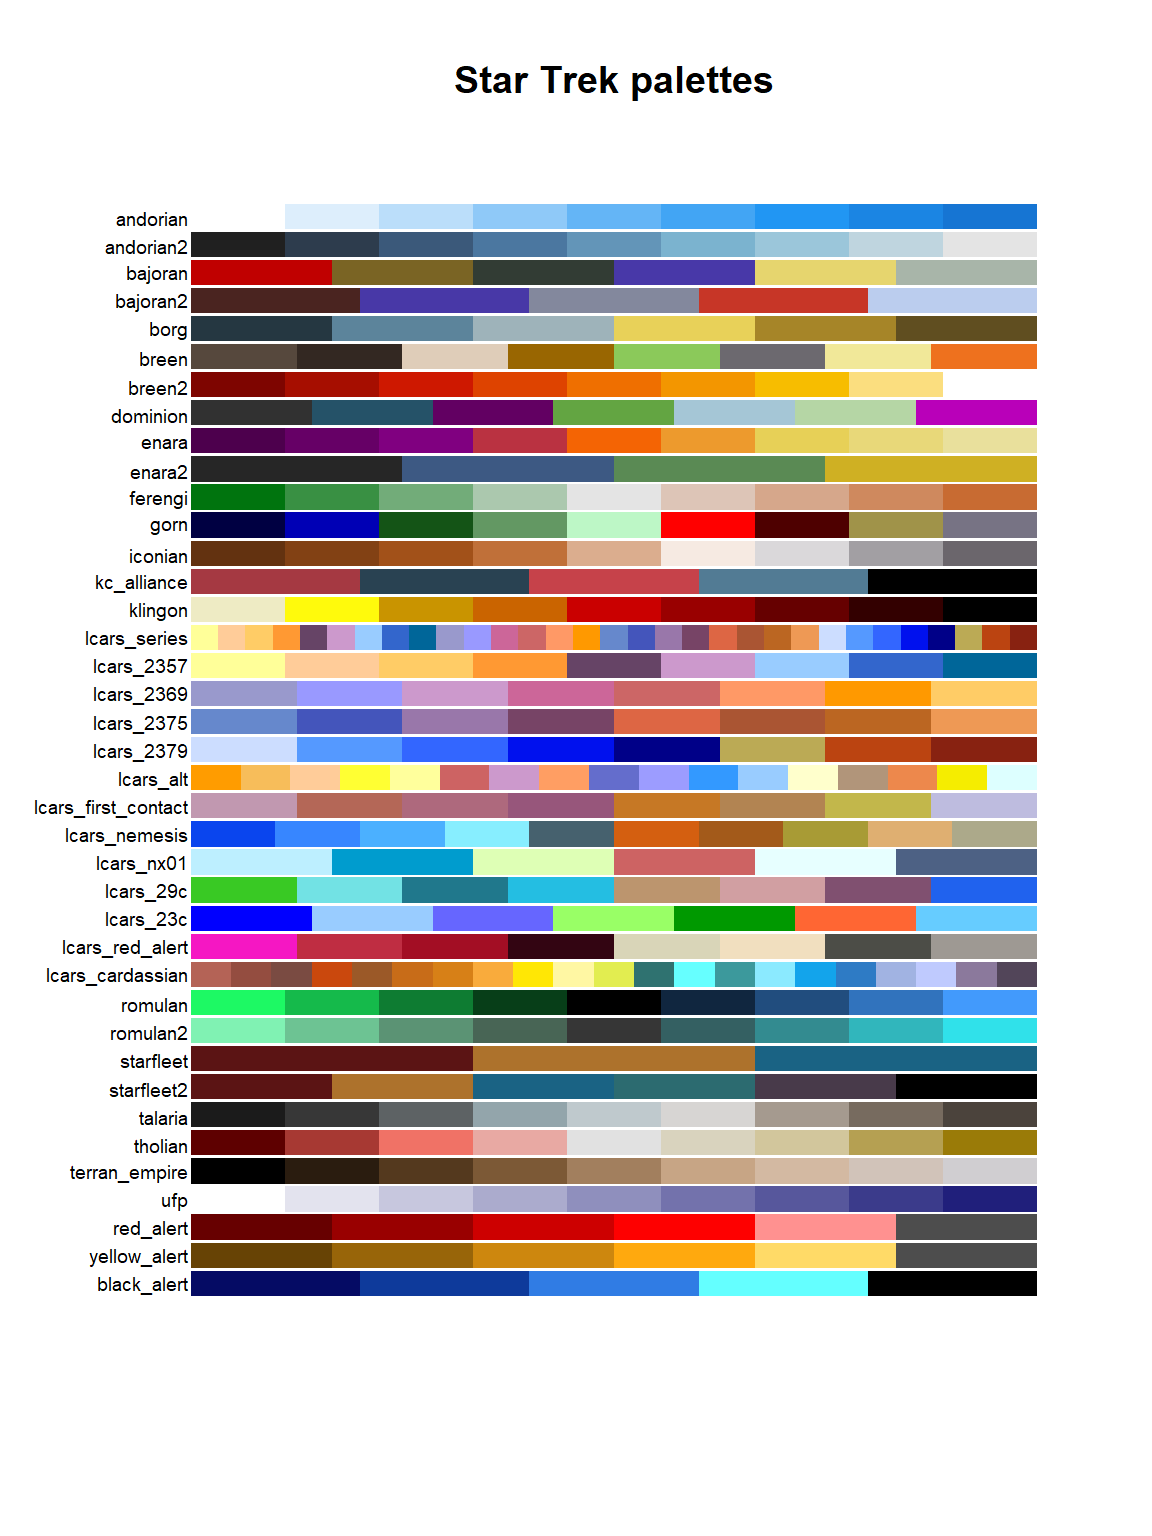 Star Trek palettes
andorian
andorian2
bajoran
bajoran2
borg
breen
breen2
dominion
enara
enara2
ferengi
gorn
iconian
kc_alliance
klingon
lcars_series
lcars_2357
lcars_2369
lcars_2375
lcars_2379
lcars_alt
lcars_first_contact
lcars_nemesis
lcars_nx01
lcars_29c
lcars_23c
lcars_red_alert
lcars_cardassian
romulan
romulan2
starfleet
starfleet2
talaria
tholian
terran_empire
ufp
red_alert
yellow_alert
black_alert